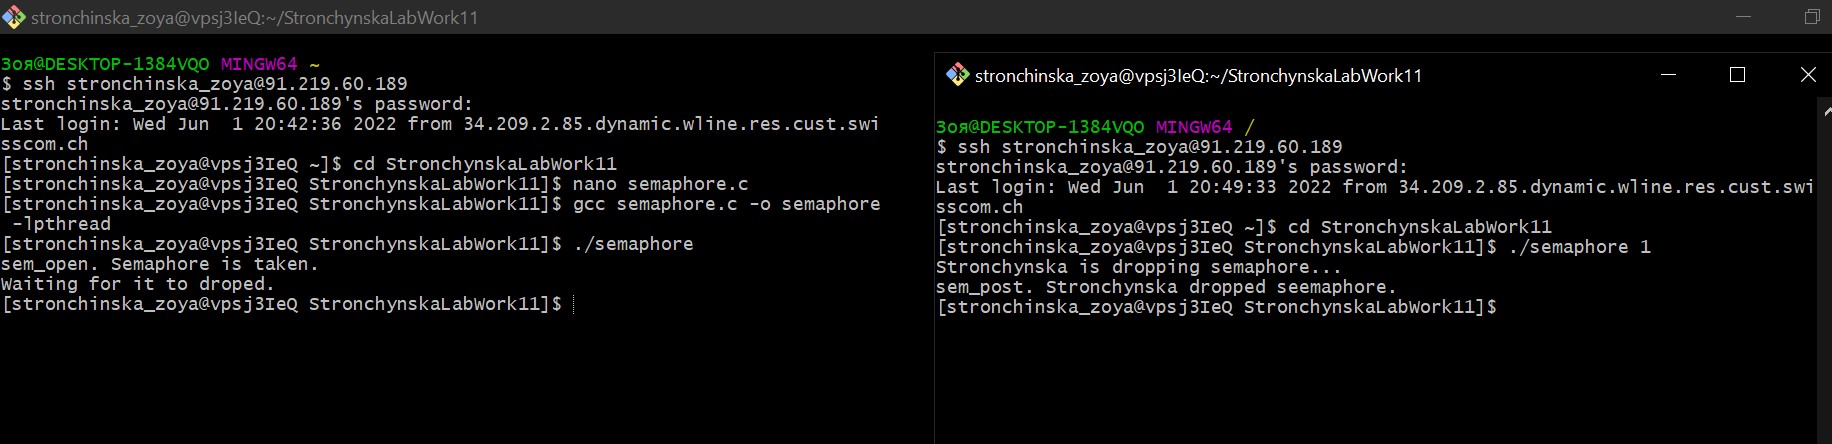 stronchinska_zoya@vpsj3IeQ:~/StronchynskaLabWork11
Зоя@DESKTOP-1384VQO MINGW64 ~
$ ssh stronchinska_zoya@91.219.60.189
stronchinska_zoya@91.219.60.189's password:
Last login: Wed Jun  1 20:42:36 2022 from 34.209.2.85.dynamic.wline.res.cust.swi
sscom.ch
[stronchinska_zoya@vpsj3IeQ ~]$ cd StronchynskaLabWork11
[stronchinska_zoya@vpsj3IeQ StronchynskaLabWork11]$ nano semaphore.c
[stronchinska_zoya@vpsj3IeQ StronchynskaLabWork11]$ gcc semaphore.c -o semaphore
 -lpthread
[stronchinska_zoya@vpsj3IeQ StronchynskaLabWork11]$ ./semaphore
sem_open. Semaphore is taken.
Waiting for it to droped.
[stronchinska_zoya@vpsj3IeQ StronchynskaLabWork11]$
stronchinska_zoya@vpsj3IeQ:~/StronchynskaLabWork11
Зоя@DESKTOP-1384VQO MINGW64 /
$ ssh stronchinska_zoya@91.219.60.189
stronchinska_zoya@91.219.60.189's password:
Last login: Wed Jun  1 20:49:33 2022 from 34.209.2.85.dynamic.wline.res.cust.swi
sscom.ch
[stronchinska_zoya@vpsj3IeQ ~]$ cd StronchynskaLabWork11
[stronchinska_zoya@vpsj3IeQ StronchynskaLabWork11]$ ./semaphore 1
Stronchynska is dropping semaphore...
sem_post. Stronchynska dropped seemaphore.
[stronchinska_zoya@vpsj3IeQ StronchynskaLabWork11]$